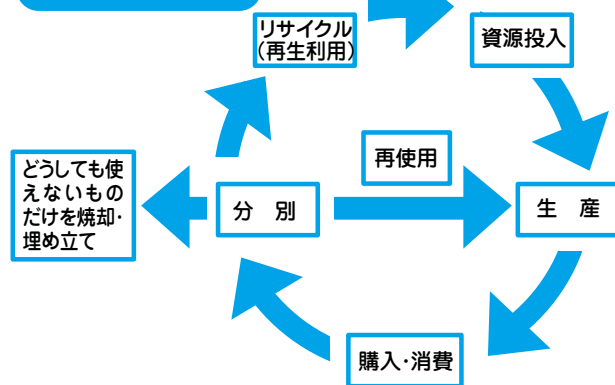 リサイクル
(再生利用)
資源投入
再使用
どうしても使
えないもの
だけを焼却・
埋め立て
分 別
生 産
購入・消費